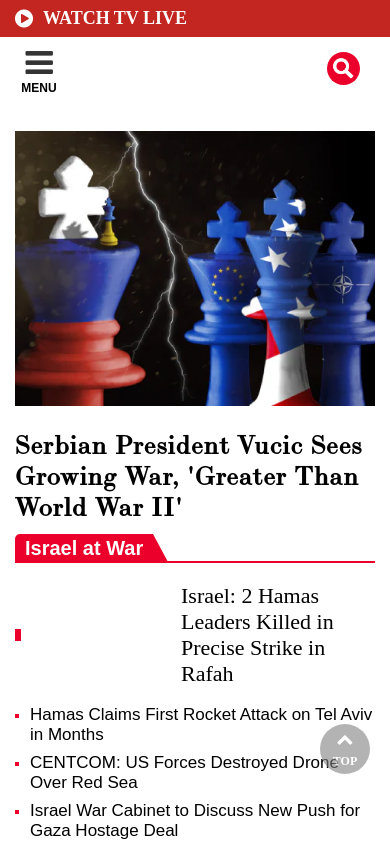 WATCH TV LIVE
MENU
Serbian President Vucic Sees
Growing War, 'Greater Than
World War II'
Israel at War
Israel: 2 Hamas
Leaders Killed in
Precise Strike in
Rafah
Hamas Claims First Rocket Attack on Tel Aviv
in Months
CENTCOM: US Forces Destroyed Drone
Over Red Sea
TOP
Israel War Cabinet to Discuss New Push for
Gaza Hostage Deal